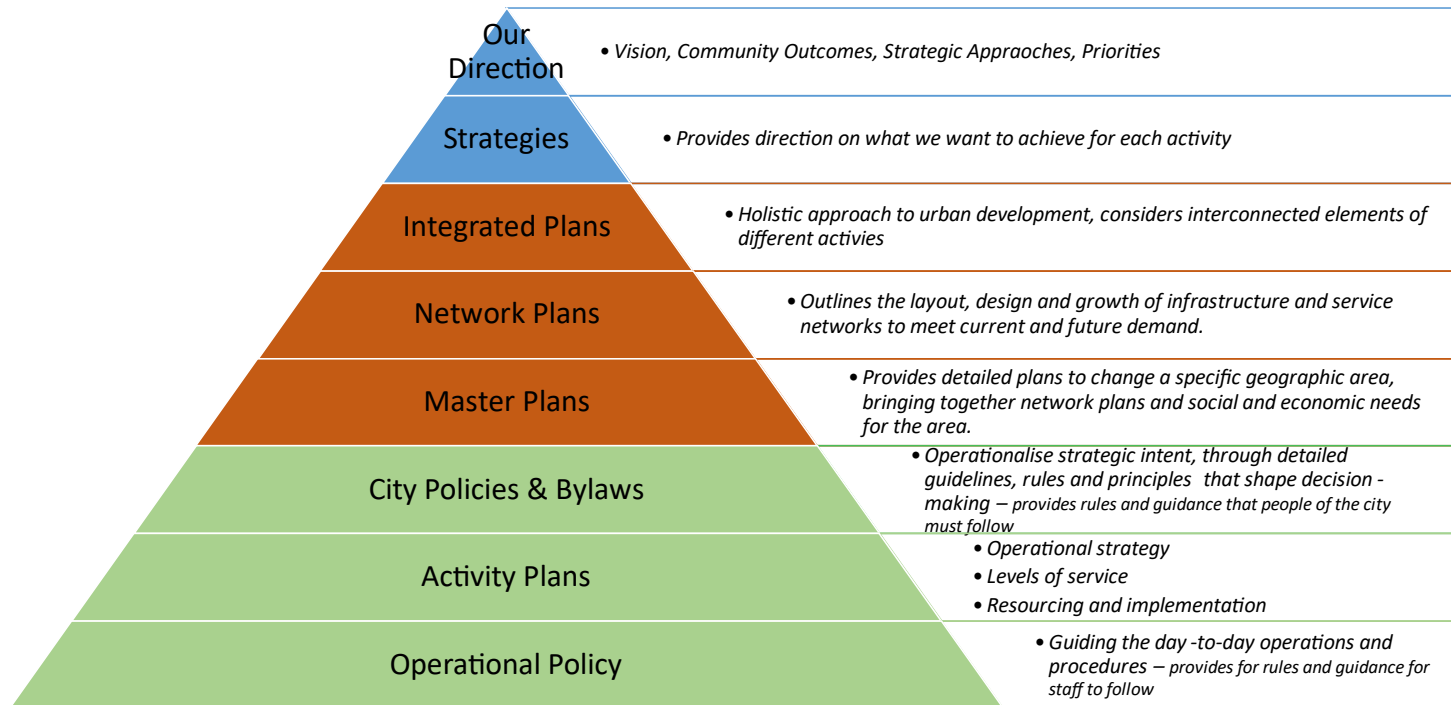 Our
Direction
• Vision, Community Outcomes, Strategic Appraoches, Priorities
Strategies
• Provides direction on what we want to achieve for each activity
Integrated Plans
• Holistic approach to urban development, considers interconnected elements of
different activies
Network Plans
• Outlines the layout, design and growth of infrastructure and service
networks to meet current and future demand.
Master Plans
• Provides detailed plans to change a specific geographic area,
bringing together network plans and social and economic needs
for the area.
City Policies & Bylaws
• Operationalise strategic intent, through detailed
guidelines, rules and principles that shape decision -
making – provides rules and guidance that people of the city
must follow
Activity Plans
• Operational strategy
• Levels of service
• Resourcing and implementation
Operational Policy
• Guiding the day -to-day operations and
procedures – provides for rules and guidance for
staff to follow